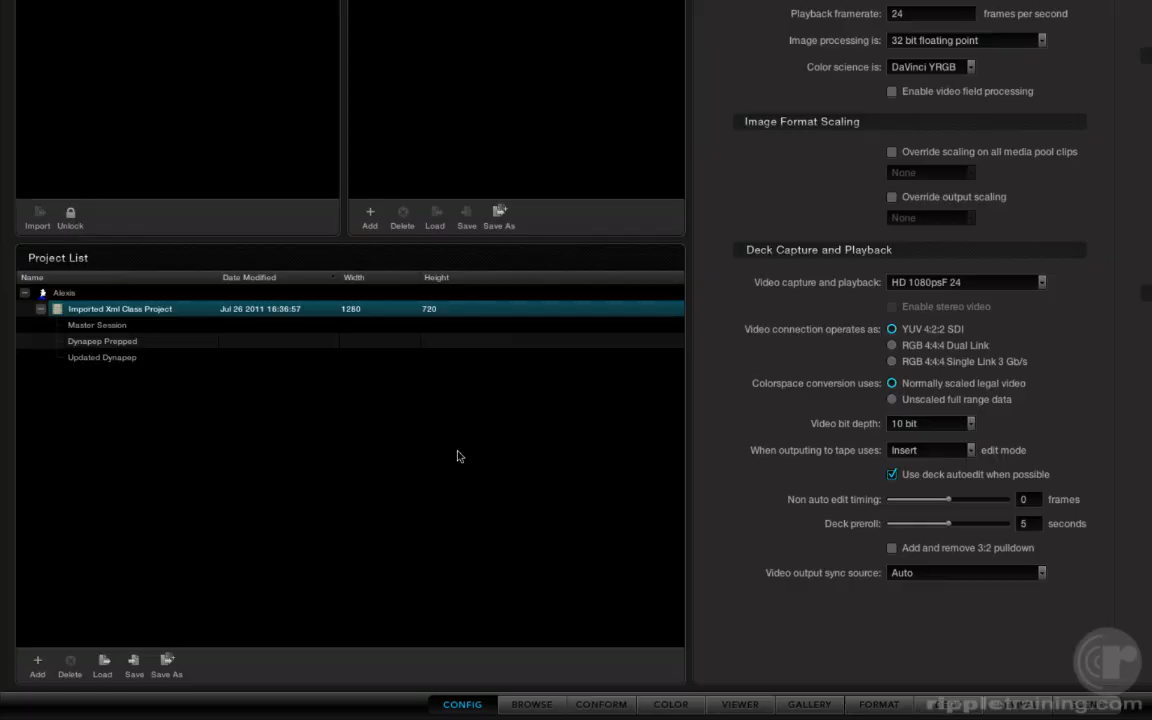 Playback framerate: 24 frames per second
Image processing is: 32 bit floating point
Color science is: DaVinci YRGB
Enable video field processing
Image Format Scaling
Override scaling on all media pool clips
None
Override output scaling
None
Import Unlock
Add Delete Load Save Save As
Project List
Name Date Modified Width Height
Alexis
Imported Xml Class Project Jul 26 2011 16:36:57 1280 720
Master Session
Dynapep Prepped
Updated Dynapep
Deck Capture and Playback
Video capture and playback: HD 1080psF 24
Enable stereo video
Video connection operates as: YUV 4:2:2 SDI
RGB 4:4:4 Dual Link
RGB 4:4:4 Single Link 3 Gb/s
Colorspace conversion uses: Normally scaled legal video
Unscaled full range data
Video bit depth: 10 bit
When outputing to tape uses: Insert edit mode
Use deck autoedit when possible
Non auto edit timing: 0 frames
Deck preroll: 5 seconds
Add and remove 3:2 pulldown
Video output sync source: Auto
Add Delete Load Save Save As
CONFIG BROWSE CONFORM COLOR VIEWER GALLERY FORMAT
rippletraining.com